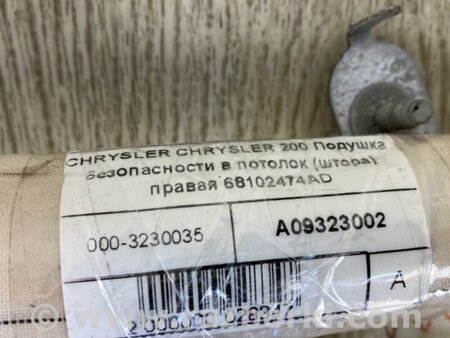 CHRYSLER CHRYSLER 200 Подушка
безопасности в потолок (штора)
правая 68102474AD
000-3230035
A09323002
A